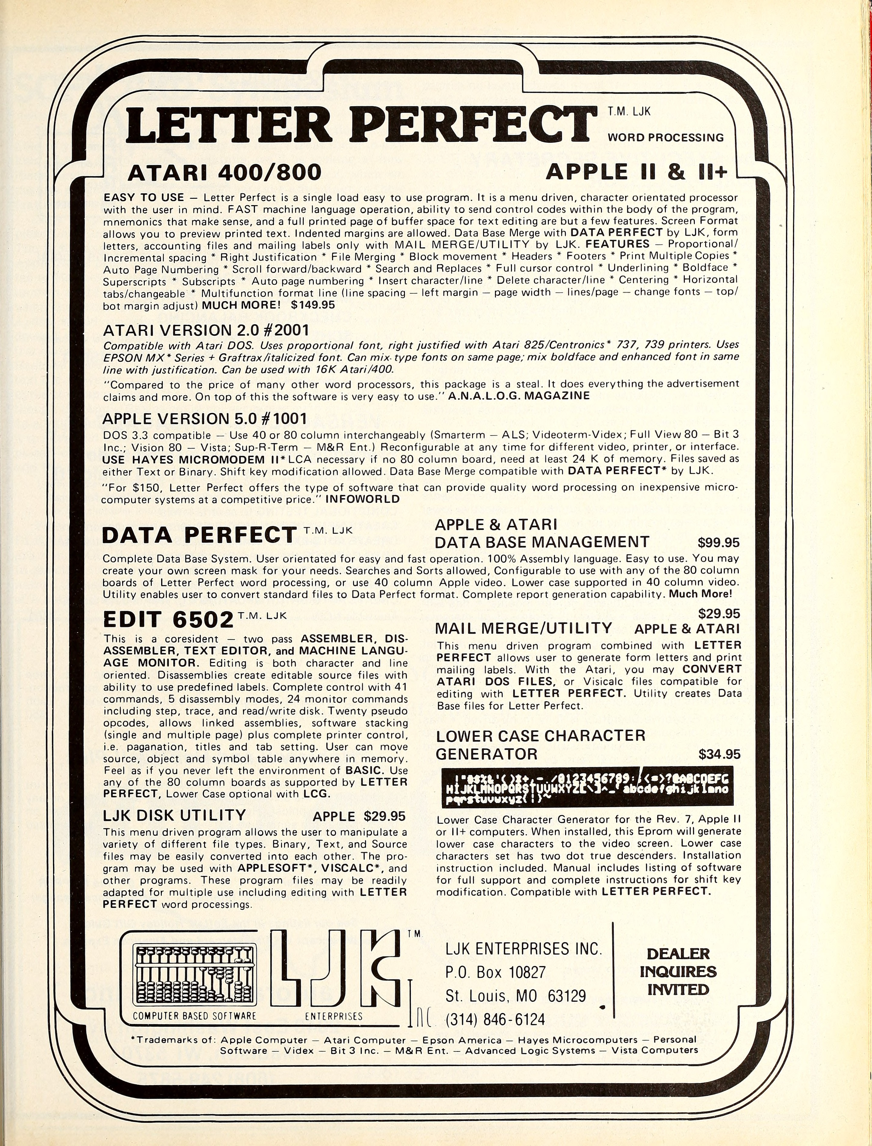 LETTER PERFECT T.M. LJK
WORD PROCESSING
ATARI 400/800 APPLE II & II+
EASY TO USE — Letter Perfect is a single load easy to use program. It is a menu driven, character orientated processor
with the user in mind. FAST machine language operation, ability to send control codes within the body of the program,
mnemonics that make sense, and a full printed page of buffer space for text editing are but a few features. Screen Format
allows you to preview printed text. Indented margins are allowed. Data Base Merge with DATA PERFECT by LJK, form
letters, accounting files and mailing labels only with MAIL MERGE/UTILITY by LJK. FEATURES — Proportional/
Incremental spacing * Right Justification * File Merging * Block movement * Headers * Footers * Print Multiple Copies *
Auto Page Numbering * Scroll forward/backward * Search and Replaces * Full cursor control * Underlining * Boldface *
Superscripts * Subscripts * Auto page numbering * Insert character/line * Delete character/line * Centering * Horizontal
tabs/changeable * Multifunction format line (line spacing — left margin — page width — lines/page — change fonts — top/
bot margin adjust) MUCH MORE! $149.95
ATARI VERSION 2.0 #2001
Compatible with Atari DOS. Uses proportional font, right justified with Atari 825/Centronics* 737, 739 printers. Uses
EPSON MX* Series + Graftrax/italicized font. Can mix type fonts on same page; mix boldface and enhanced font in same
line with justification. Can be used with 16K Atari/400.
"Compared to the price of many other word processors, this package is a steal. It does everything the advertisement
claims and more. On top of this the software is very easy to use." A.N.A.L.O.G. MAGAZINE
APPLE VERSION 5.0 #1001
DOS 3.3 compatible — Use 40 or 80 column interchangeably (Smarterm — ALS; Videoterm-Videx; Full View 80 — Bit 3
Inc.; Vision 80 — Vista; Sup-R-Term — M&R Ent.) Reconfigurable at any time for different video, printer, or interface.
USE HAYES MICROMODEM II* LCA necessary if no 80 column board, need at least 24 K of memory. Files saved as
either Text or Binary. Shift key modification allowed. Data Base Merge compatible with DATA PERFECT* by LJK.
"For $150, Letter Perfect offers the type of software that can provide quality word processing on inexpensive micro-
computer systems at a competitive price." INFOWORLD
DATA PERFECT T.M. LJK
APPLE & ATARI
DATA BASE MANAGEMENT $99.95
Complete Data Base System. User orientated for easy and fast operation. 100% Assembly language. Easy to use. You may
create your own screen mask for your needs. Searches and Sorts allowed, Configurable to use with any of the 80 column
boards of Letter Perfect word processing, or use 40 column Apple video. Lower case supported in 40 column video.
Utility enables user to convert standard files to Data Perfect format. Complete report generation capability. Much More!
EDIT 6502 T.M. LJK
This is a coresident — two pass ASSEMBLER, DIS-
ASSEMBLER, TEXT EDITOR, and MACHINE LANGU-
AGE MONITOR. Editing is both character and line
oriented. Disassemblies create editable source files with
ability to use predefined labels. Complete control with 41
commands, 5 disassembly modes, 24 monitor commands
including step, trace, and read/write disk. Twenty pseudo
opcodes, allows linked assemblies, software stacking
(single and multiple page) plus complete printer control,
i.e. paganation, titles and tab setting. User can move
source, object and symbol table anywhere in memory.
Feel as if you never left the environment of BASIC. Use
any of the 80 column boards as supported by LETTER
PERFECT, Lower Case optional with LCG.
LJK DISK UTILITY APPLE $29.95
This menu driven program allows the user to manipulate a
variety of different file types. Binary, Text, and Source
files may be easily converted into each other. The pro-
gram may be used with APPLESOFT*, VISCALC*, and
other programs. These program files may be readily
adapted for multiple use including editing with LETTER
PERFECT word processings.
$29.95
MAIL MERGE/UTILITY APPLE & ATARI
This menu driven program combined with LETTER
PERFECT allows user to generate form letters and print
mailing labels. With the Atari, you may CONVERT
ATARI DOS FILES, or Visicalc files compatible for
editing with LETTER PERFECT. Utility creates Data
Base files for Letter Perfect.
LOWER CASE CHARACTER
GENERATOR $34.95
!"#$%&'()*+,-./0123456789:;<=>?@ABCDEFG
HIJKLMNOPQRSTUVWXYZ[\]^_`abcdefghijklmno
pqrstuvwxyz{|}~
Lower Case Character Generator for the Rev. 7, Apple II
or II+ computers. When installed, this Eprom will generate
lower case characters to the video screen. Lower case
characters set has two dot true descenders. Installation
instruction included. Manual includes listing of software
for full support and complete instructions for shift key
modification. Compatible with LETTER PERFECT.
LJK TM
COMPUTER BASED SOFTWARE ENTERPRISES Inc
LJK ENTERPRISES INC.
P.O. Box 10827
St. Louis, MO 63129
(314) 846-6124
DEALER
INQUIRES
INVITED
*Trademarks of: Apple Computer — Atari Computer — Epson America — Hayes Microcomputers — Personal
Software — Videx — Bit 3 Inc. — M&R Ent. — Advanced Logic Systems — Vista Computers